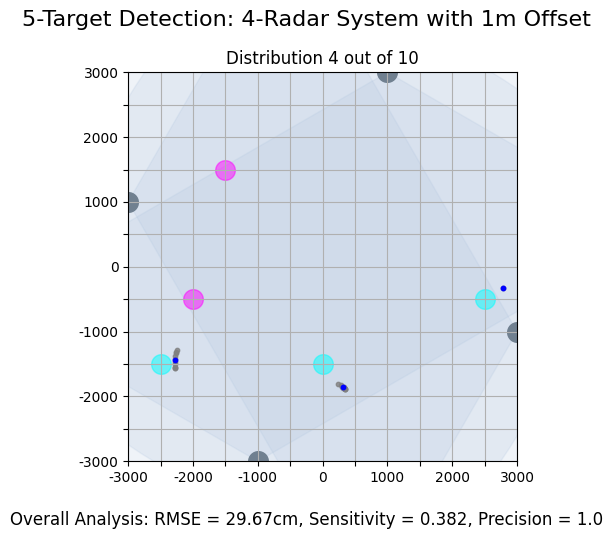 5-Target Detection: 4-Radar System with 1m Offset
Distribution 4 out of 10
3000
2000
1000
0
-1000
-2000
-3000
-3000 -2000 -1000 0 1000 2000 3000
Overall Analysis: RMSE = 29.67cm, Sensitivity = 0.382, Precision = 1.0